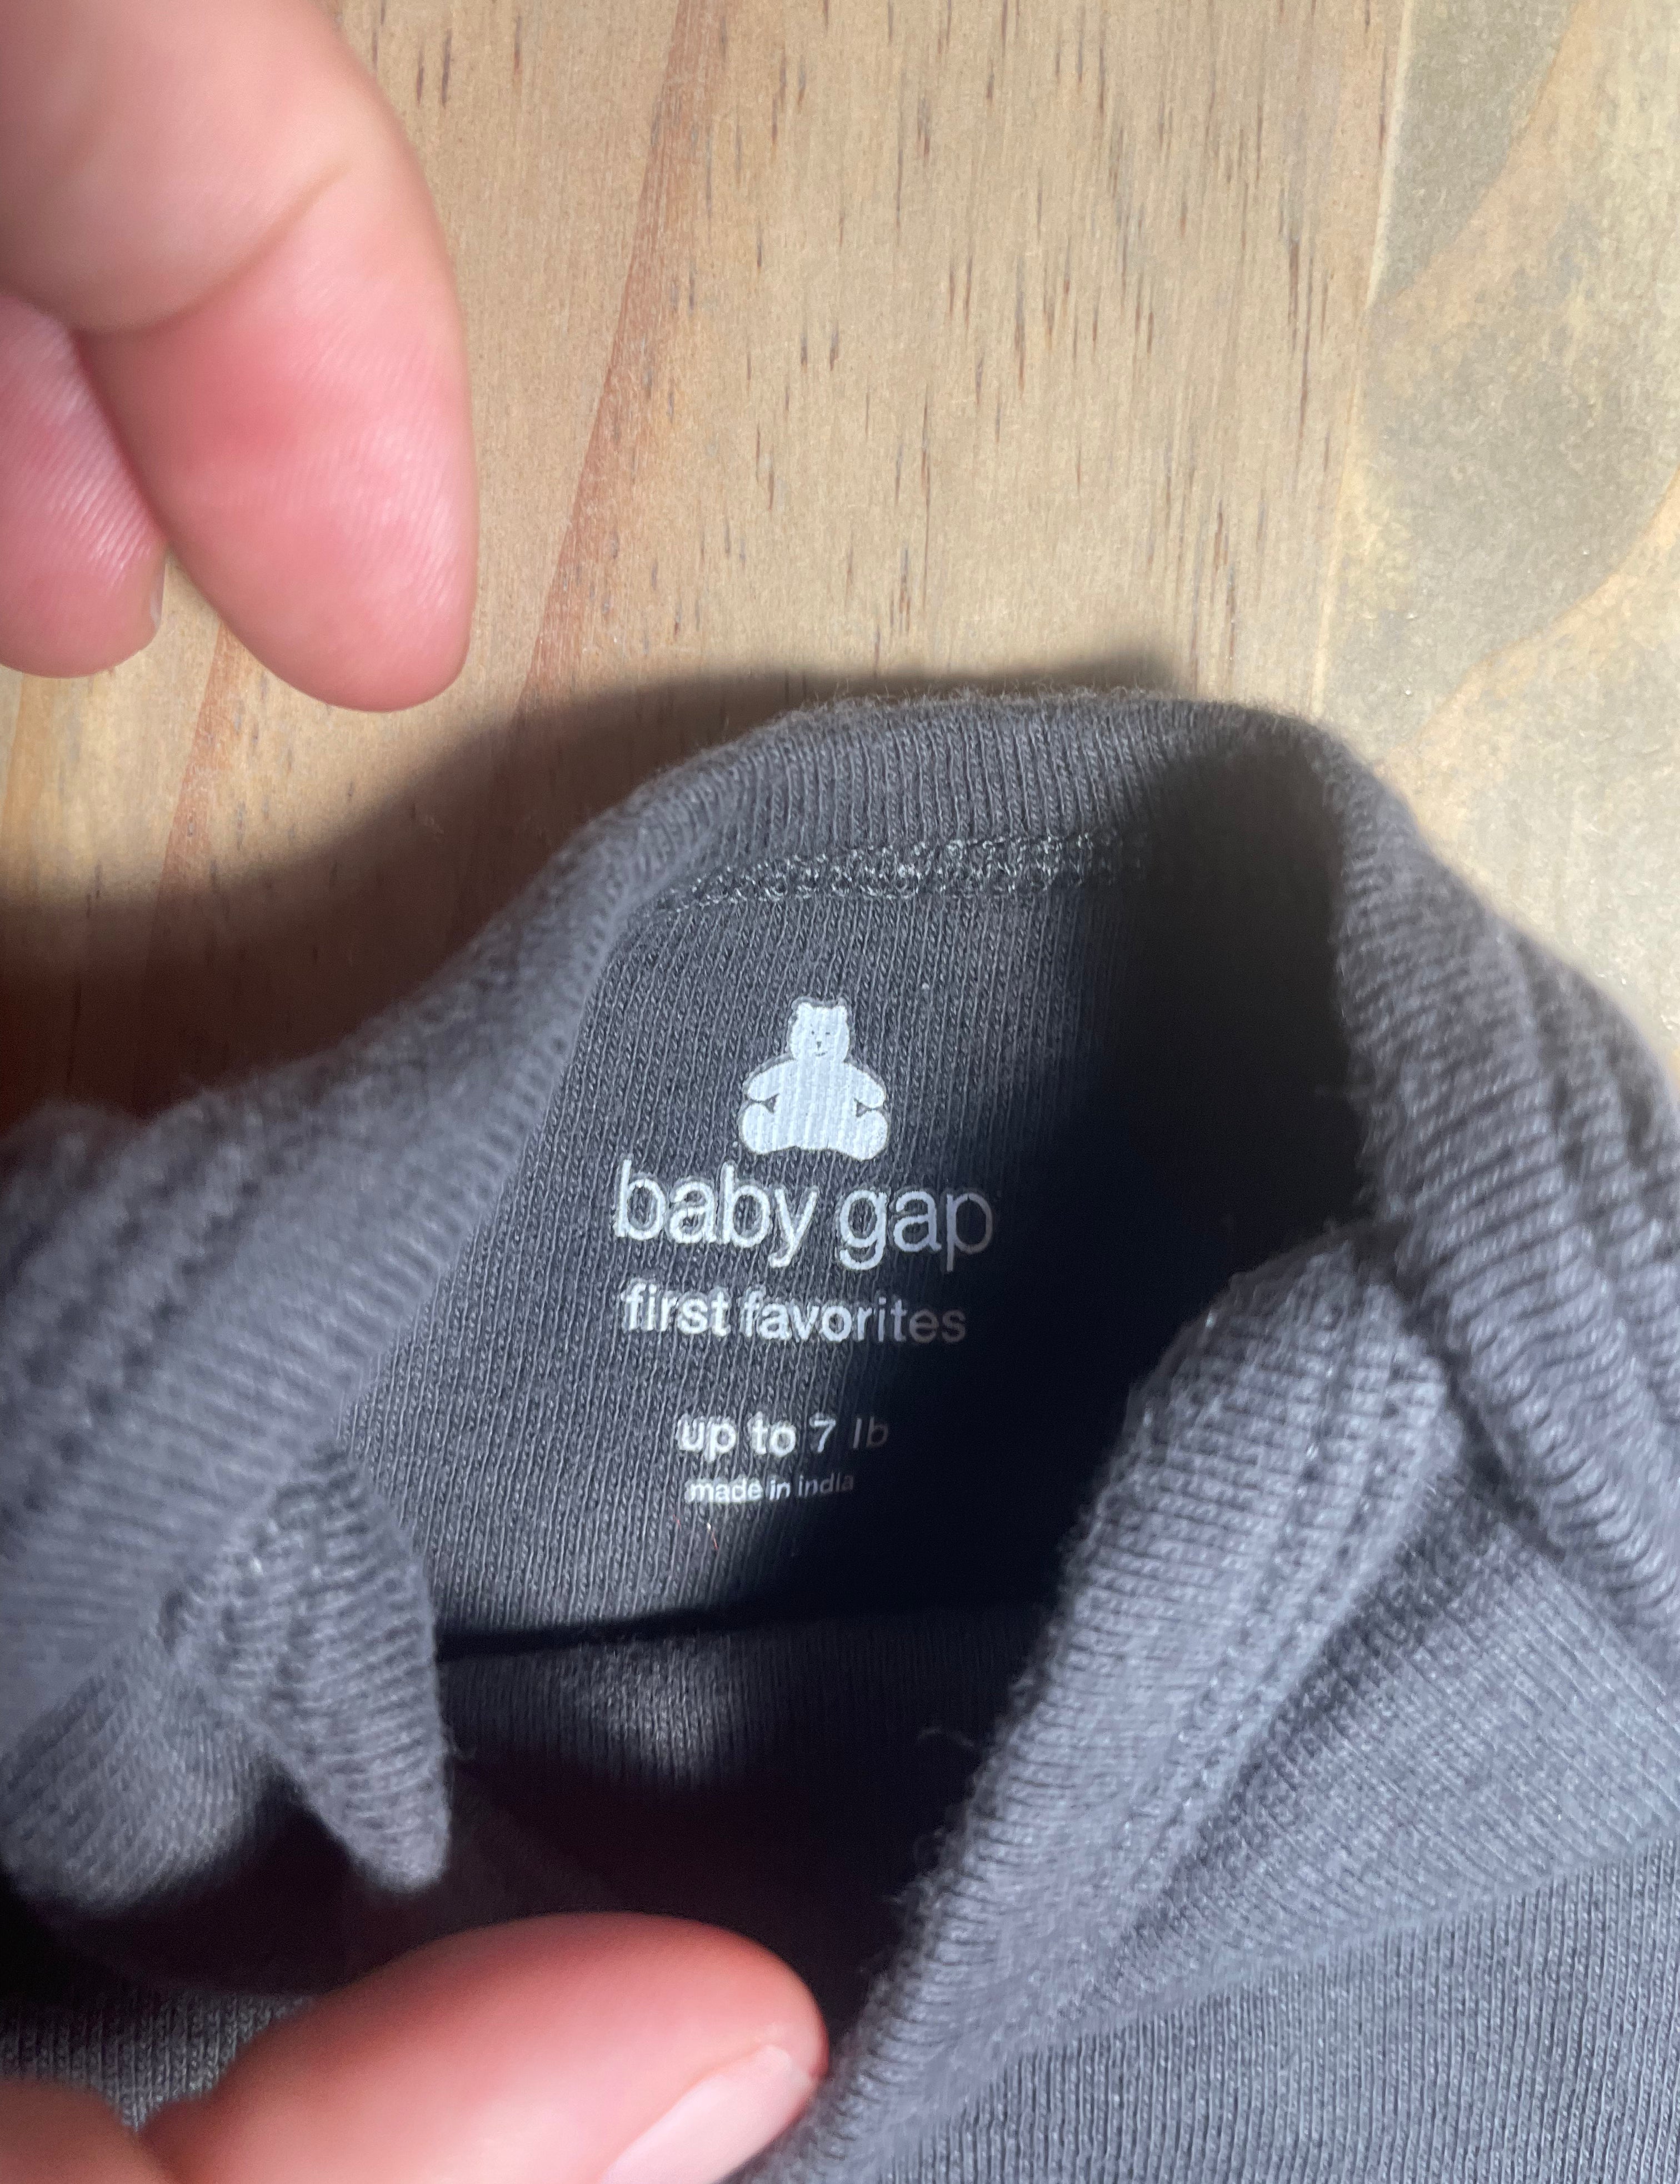 baby gap
first favorites
up to 7 lb
made in india